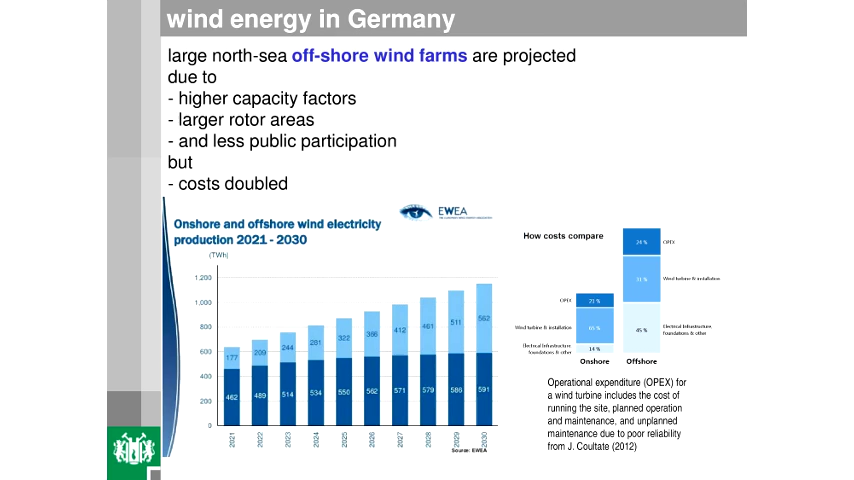 wind energy in Germany
large north-sea off-shore wind farms are projected
due to
- higher capacity factors
- larger rotor areas
- and less public participation
but
- costs doubled
EWEA
Onshore and offshore wind electricity
production 2021 - 2030
(TWh)
1,200
1,000
800
600
400
200
0
177 209 244 281 322 366 412 461 511 562
462 489 514 534 550 562 571 579 586 591
2021 2022 2023 2024 2025 2026 2027 2028 2029 2030
Source: EWEA
How costs compare
24 %
OPEX
Wind turbine & installation
45 %
Electrical Infrastructure,
foundations & other
OPEX
21 %
Wind turbine & installation
65 %
Electrical Infrastructure,
foundations & other
14 %
Onshore Offshore
Operational expenditure (OPEX) for
a wind turbine includes the cost of
running the site, planned operation
and maintenance, and unplanned
maintenance due to poor reliability
from J. Coultate (2012)